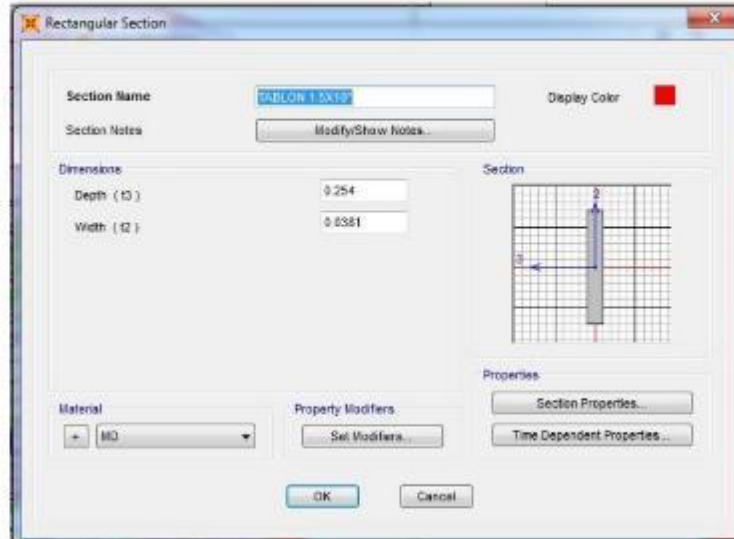 Rectangular Section
Section Name
TABLON 1.5X10"
Display Color
Section Notes
Modify/Show Notes...
Dimensions
Depth ( t3 )
0.254
Width ( t2 )
0.0381
Section
2
3
Properties
Section Properties...
Time Dependent Properties...
Material
+
MD
Property Modifiers
Set Modifiers...
OK
Cancel